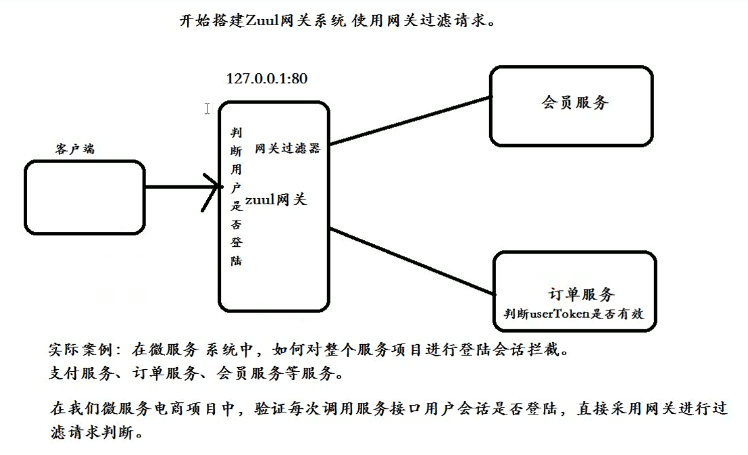 开始搭建Zuul网关系统 使用网关过滤请求。
127.0.0.1:80
客户端
判断用户是否登陆
网关过滤器
zuul网关
会员服务
订单服务
判断userToken是否有效
实际案例：在微服务 系统中，如何对整个服务项目进行登陆会话拦截。
支付服务、订单服务、会员服务等服务。
在我们微服务电商项目中，验证每次调用服务接口用户会话是否登陆，直接采用网关进行过
滤请求判断。